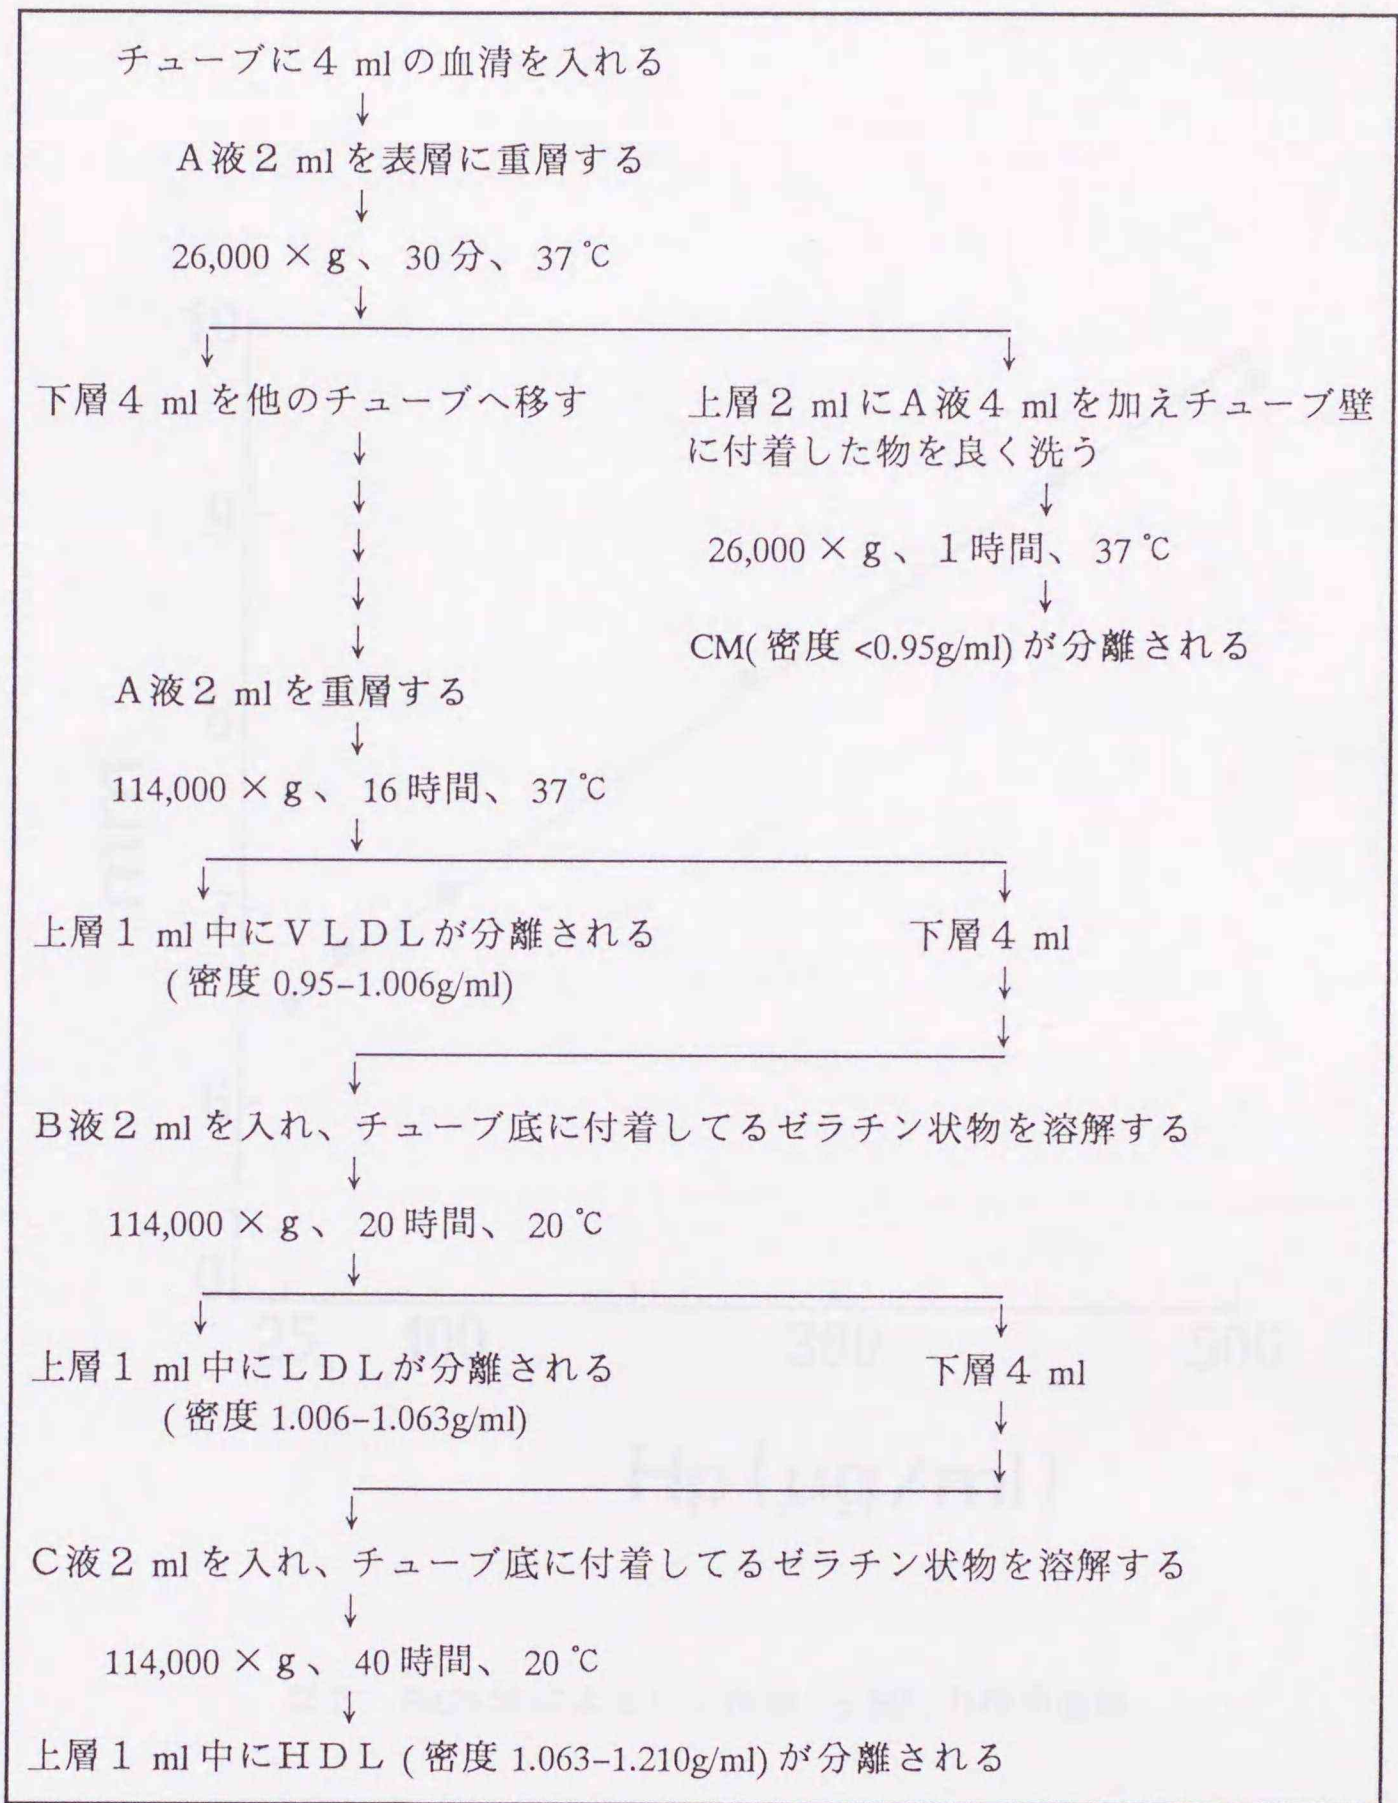 チューブに4 mlの血清を入れる
↓
A液2 mlを表層に重層する
↓
26,000 × g、 30分、 37℃
↓
↓ ↓
下層4 mlを他のチューブへ移す
上層2 mlにA液4 mlを加えチューブ壁
に付着した物を良く洗う
↓
26,000 × g、 1時間、 37℃
↓
CM(密度 <0.95g/ml)が分離される
↓
↓
↓
↓
↓
A液2 mlを重層する
↓
114,000 × g、 16時間、 37℃
↓
↓ ↓
上層1 ml中にVLDLが分離される
(密度 0.95–1.006g/ml)
下層4 ml
↓
↓
↓
B液2 mlを入れ、チューブ底に付着してるゼラチン状物を溶解する
↓
114,000 × g、 20時間、 20℃
↓
↓ ↓
上層1 ml中にLDLが分離される
(密度 1.006–1.063g/ml)
下層4 ml
↓
↓
↓
C液2 mlを入れ、チューブ底に付着してるゼラチン状物を溶解する
↓
114,000 × g、 40時間、 20℃
↓
上層1 ml中にHDL (密度 1.063–1.210g/ml)が分離される